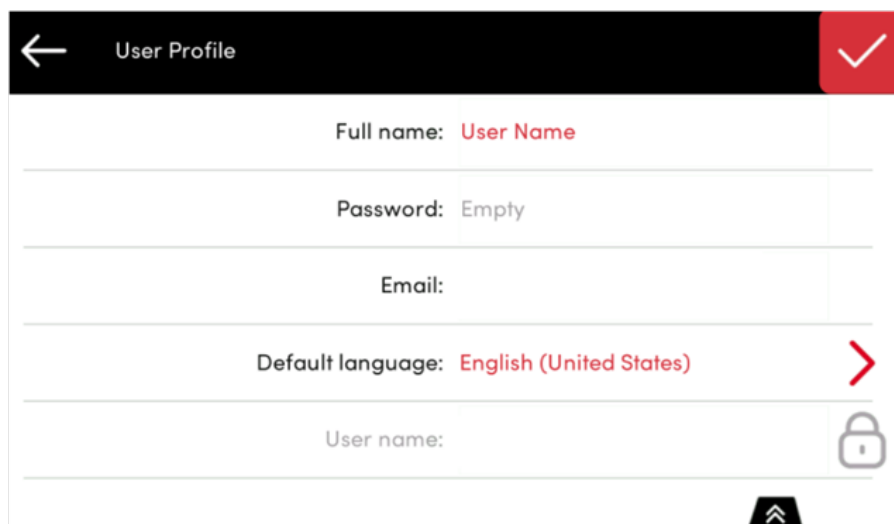 User Profile
Full name: User Name
Password: Empty
Email:
Default language: English (United States)
User name: